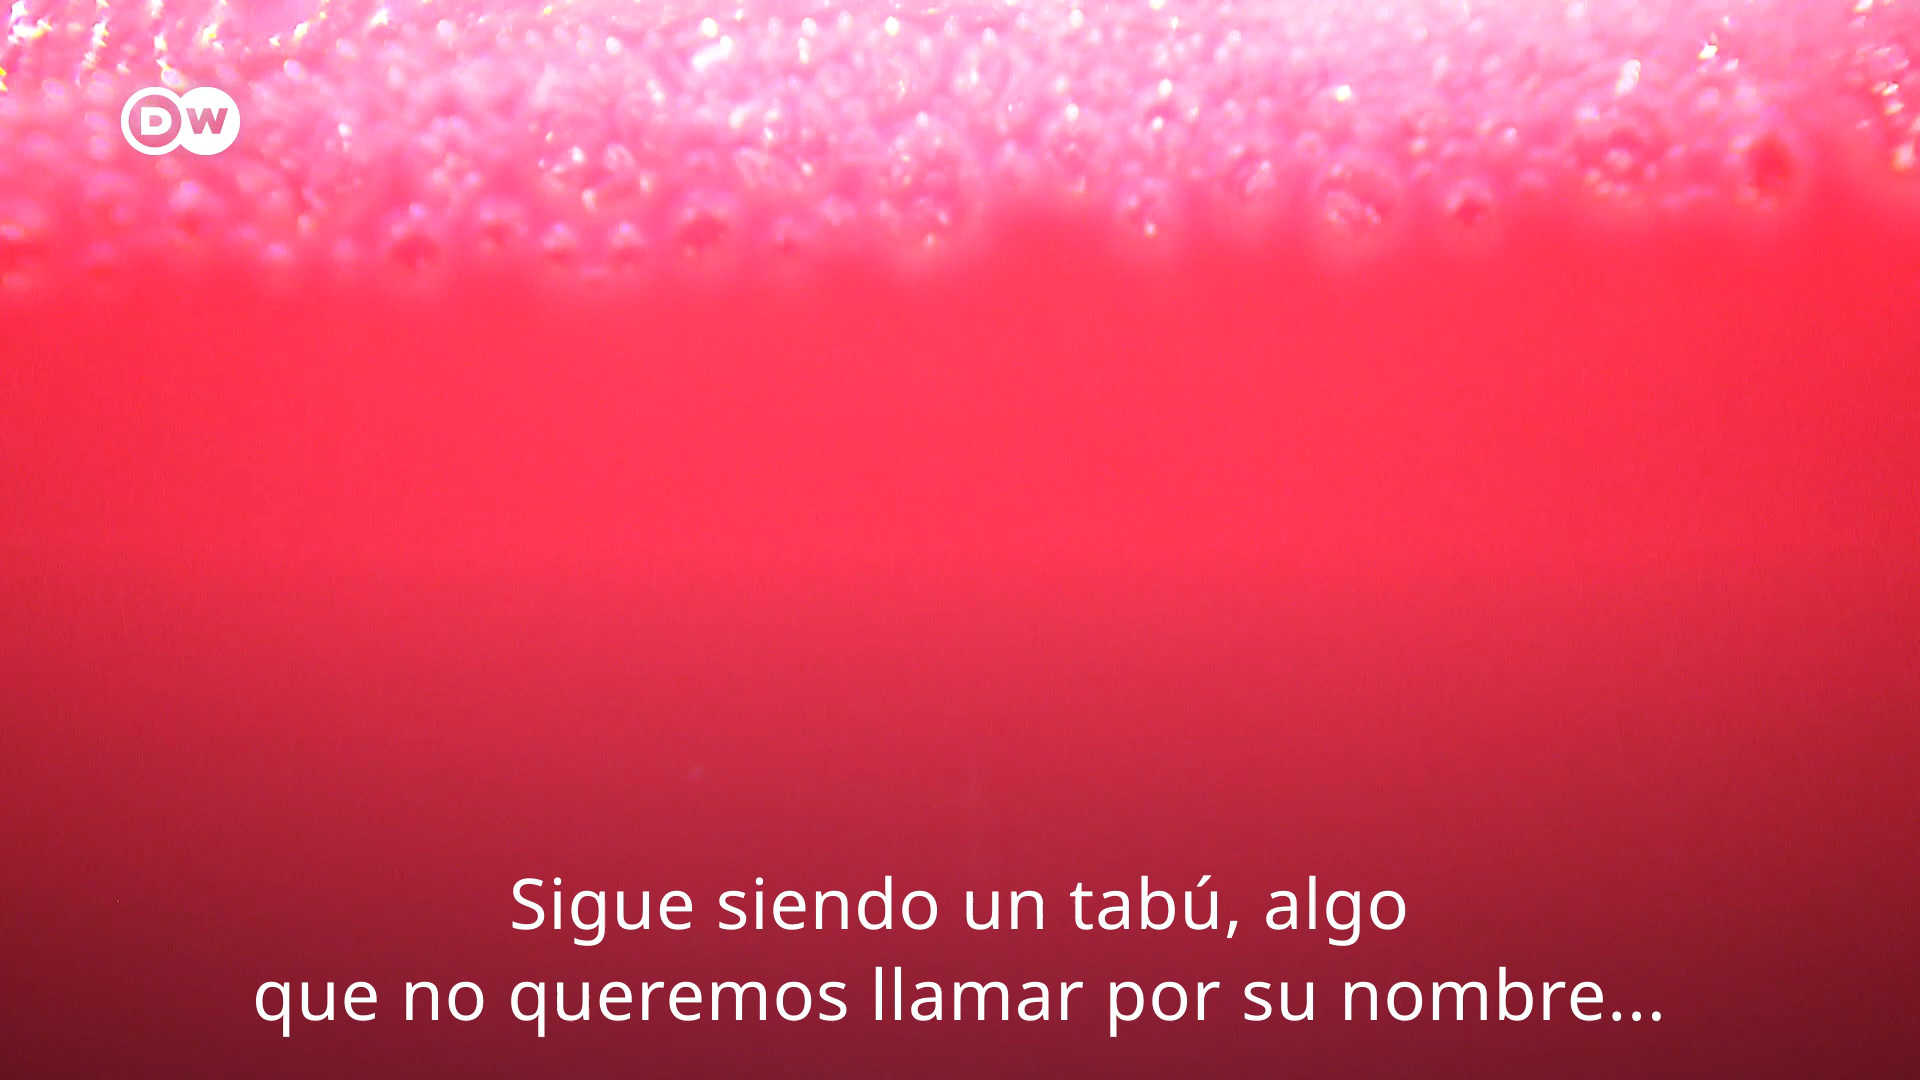 DW
Sigue siendo un tabú, algo
que no queremos llamar por su nombre...